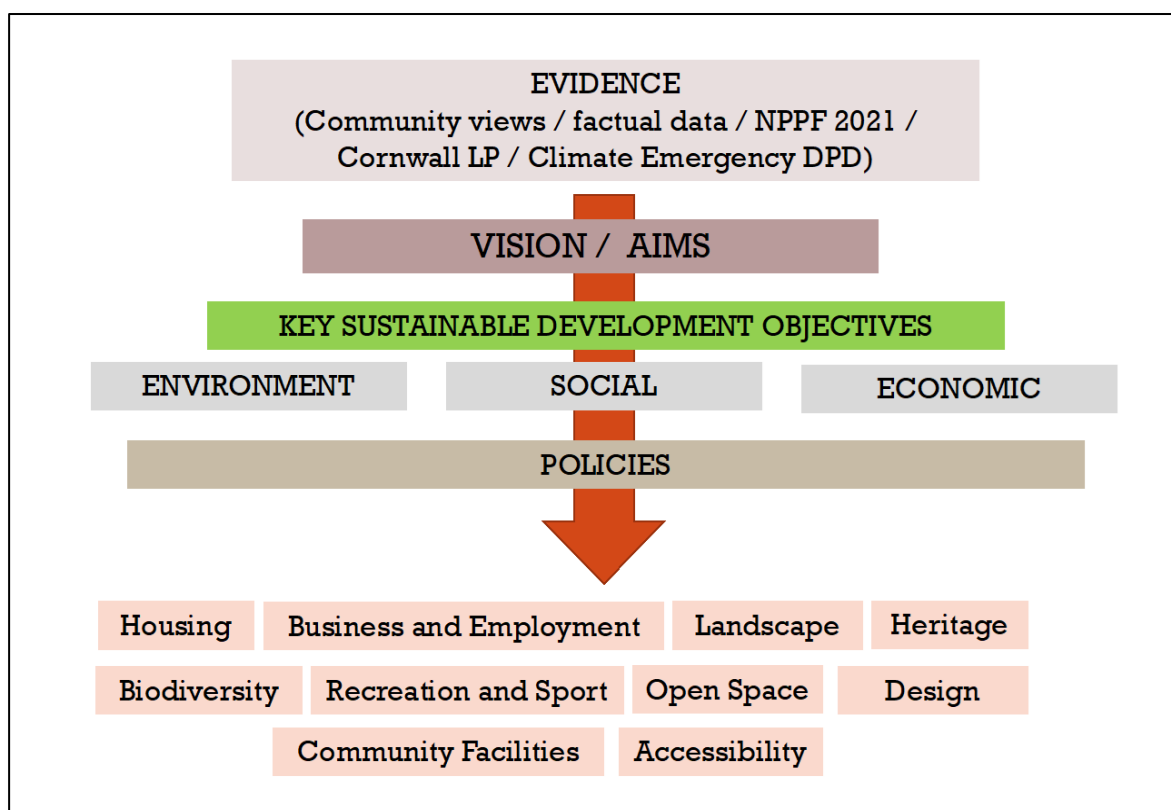 EVIDENCE
(Community views / factual data / NPPF 2021 /
Cornwall LP / Climate Emergency DPD)
VISION / AIMS
KEY SUSTAINABLE DEVELOPMENT OBJECTIVES
ENVIRONMENT
SOCIAL
ECONOMIC
POLICIES
Housing
Business and Employment
Landscape
Heritage
Biodiversity
Recreation and Sport
Open Space
Design
Community Facilities
Accessibility